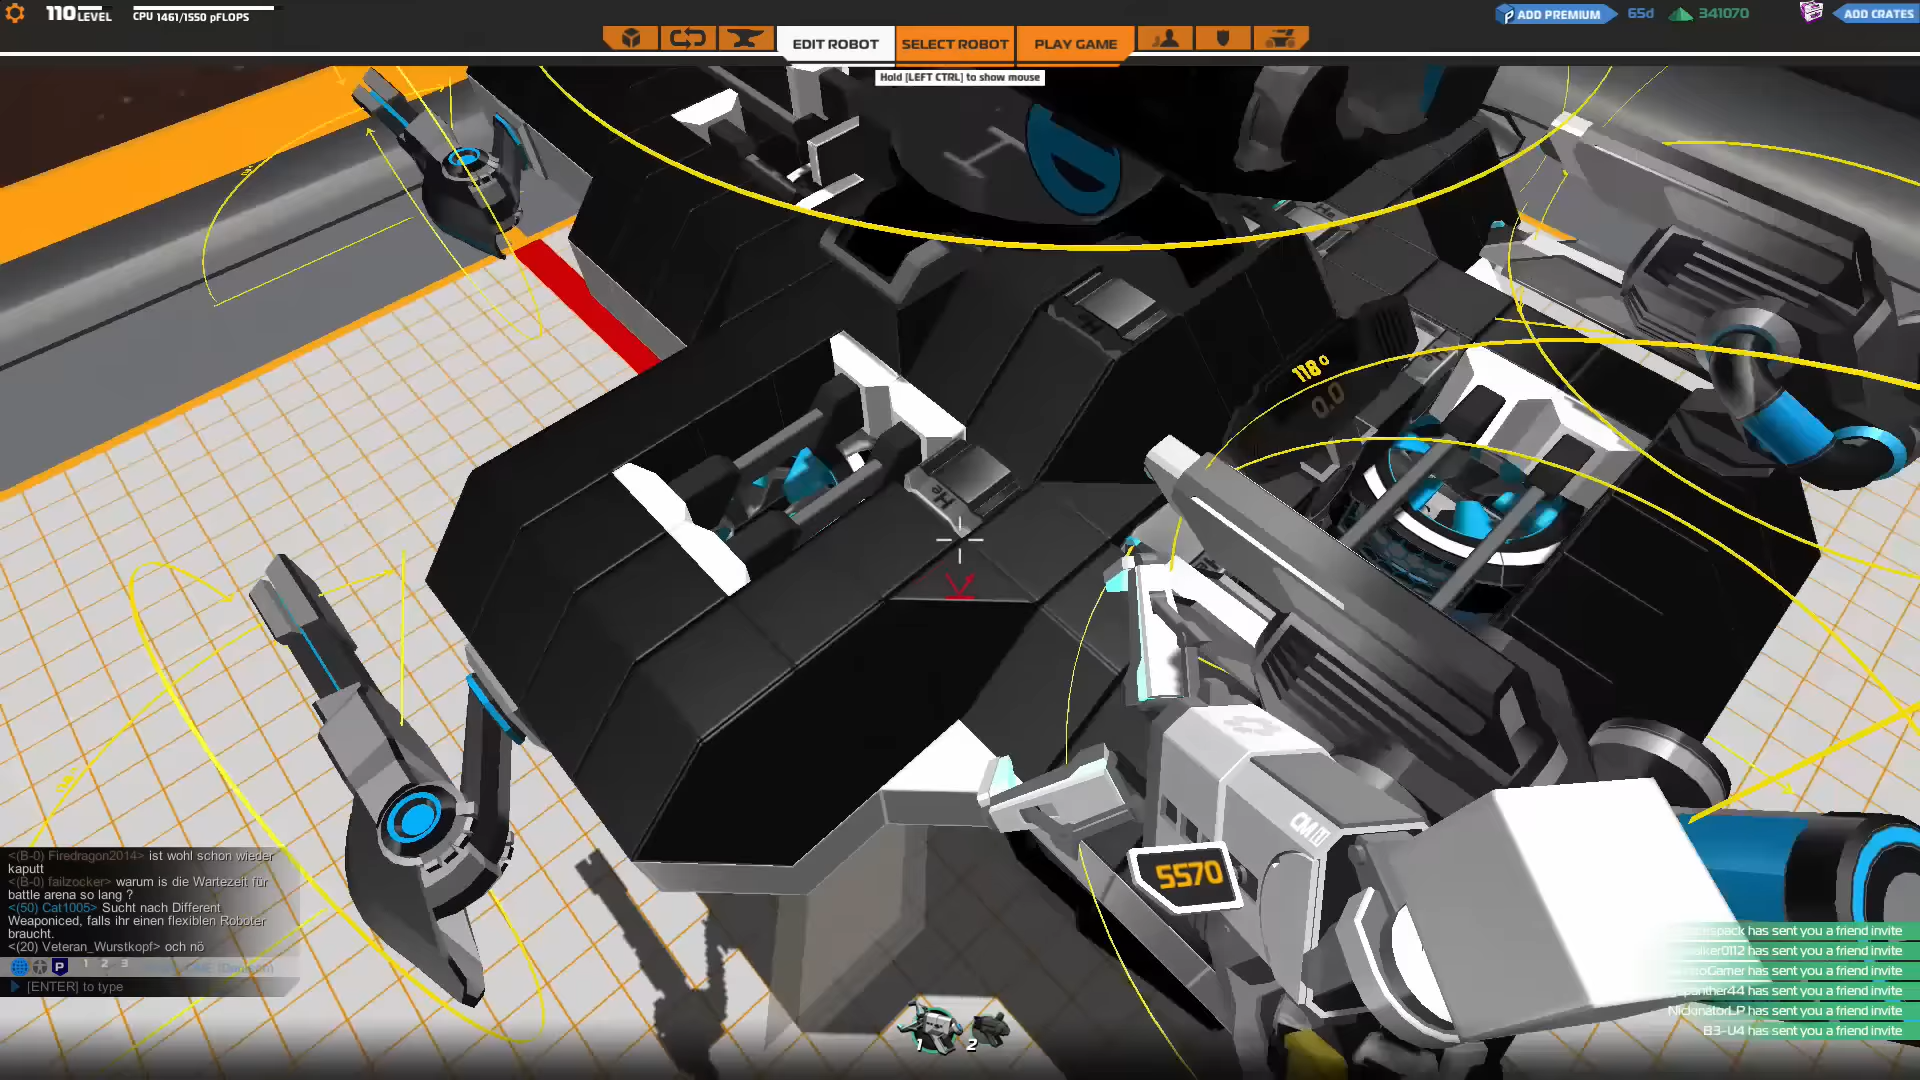 110 LEVEL
CPU 1461/1550 pFLOPS
ADD PREMIUM
65d
341070
ADD CRATES
EDIT ROBOT
SELECT ROBOT
PLAY GAME
Hold [LEFT CTRL] to show mouse
118°
0.0
H
He
CM
5570
<(B-0) Firedragon2014> ist wohl schon wieder
kaputt
<(B-0) failzocker> warum is die Wartezeit für
battle arena so lang ?
<(50) Cat1005> Sucht nach Different
Weaponiced, falls ihr einen flexiblen Roboter
braucht.
<(20) Veteran_Wurstkopf> och nö
P 1 2 3
[ENTER] to type
1 2
has sent you a friend invite
has sent you a friend invite
has sent you a friend invite
has sent you a friend invite
NickinatorLP has sent you a friend invite
B3-U4 has sent you a friend invite